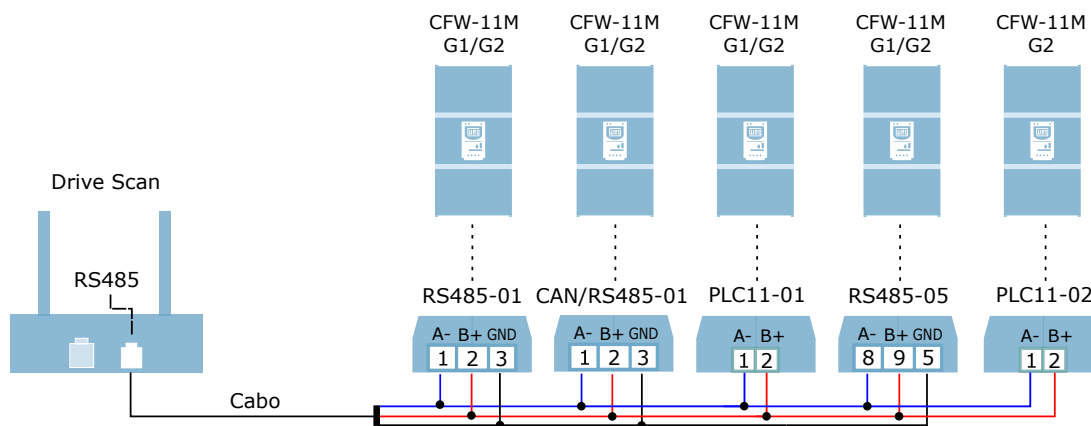 CFW-11M
G1/G2
CFW-11M
G1/G2
CFW-11M
G1/G2
CFW-11M
G1/G2
CFW-11M
G2
Drive Scan
RS485
RS485-01
CAN/RS485-01
PLC11-01
RS485-05
PLC11-02
A- B+ GND
1 2 3
A- B+ GND
1 2 3
A- B+
1 2
A- B+ GND
8 9 5
A- B+
1 2
Cabo